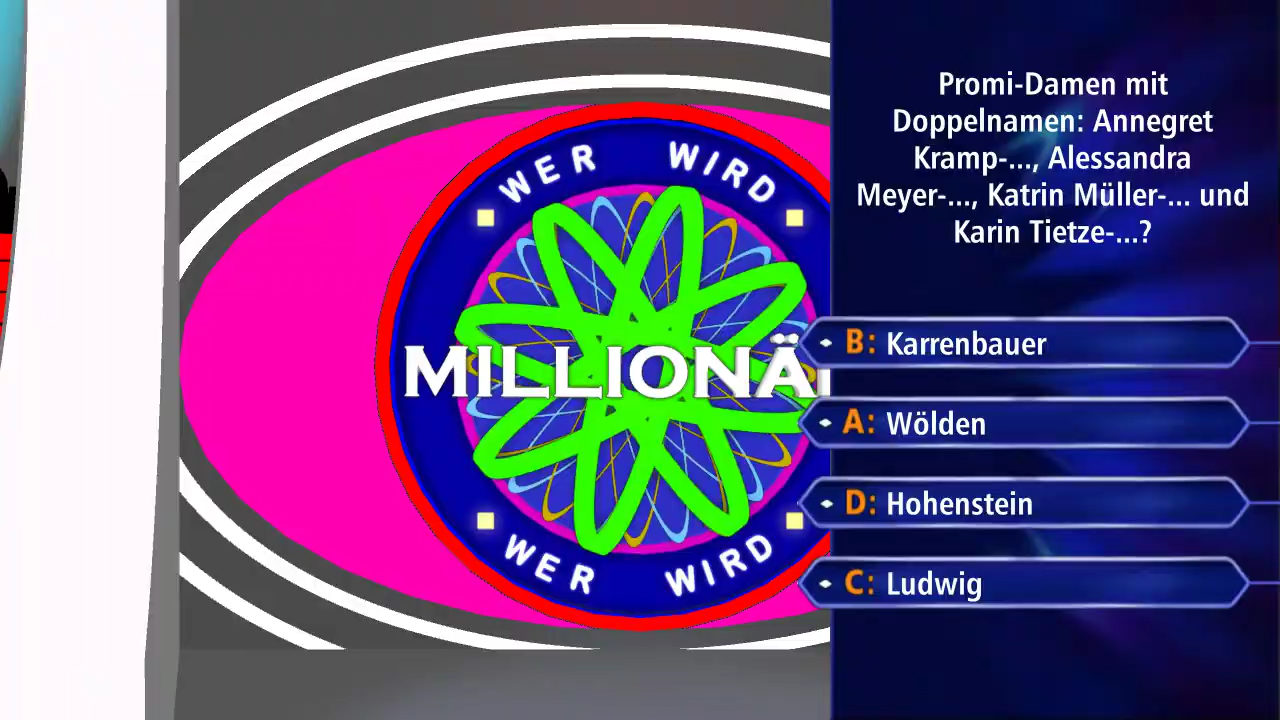 WER WIRD
MILLIONÄ
WER WIRD
Promi-Damen mit
Doppelnamen: Annegret
Kramp-..., Alessandra
Meyer-..., Katrin Müller-... und
Karin Tietze-...?
B: Karrenbauer
A: Wölden
D: Hohenstein
C: Ludwig